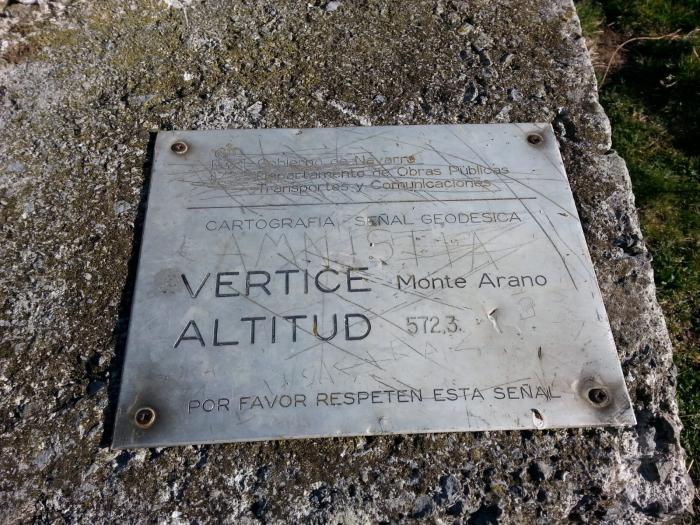 Gobierno de Navarra
Departamento de Obras Públicas
Transportes y Comunicaciones
CARTOGRAFIA, SEÑAL GEODESICA
AMNISTIA
VERTICE Monte Arano
ALTITUD 572,3
POR FAVOR RESPETEN ESTA SEÑAL